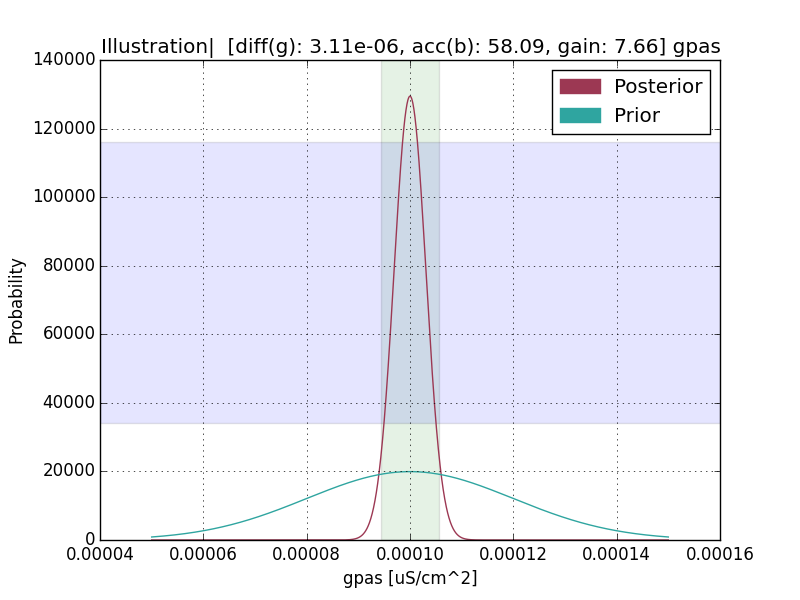 Illustration|  [diff(g): 3.11e-06, acc(b): 58.09, gain: 7.66] gpas
Posterior
Prior
140000
120000
100000
80000
60000
40000
20000
0
Probability
0.00004 0.00006 0.00008 0.00010 0.00012 0.00014 0.00016
gpas [uS/cm^2]